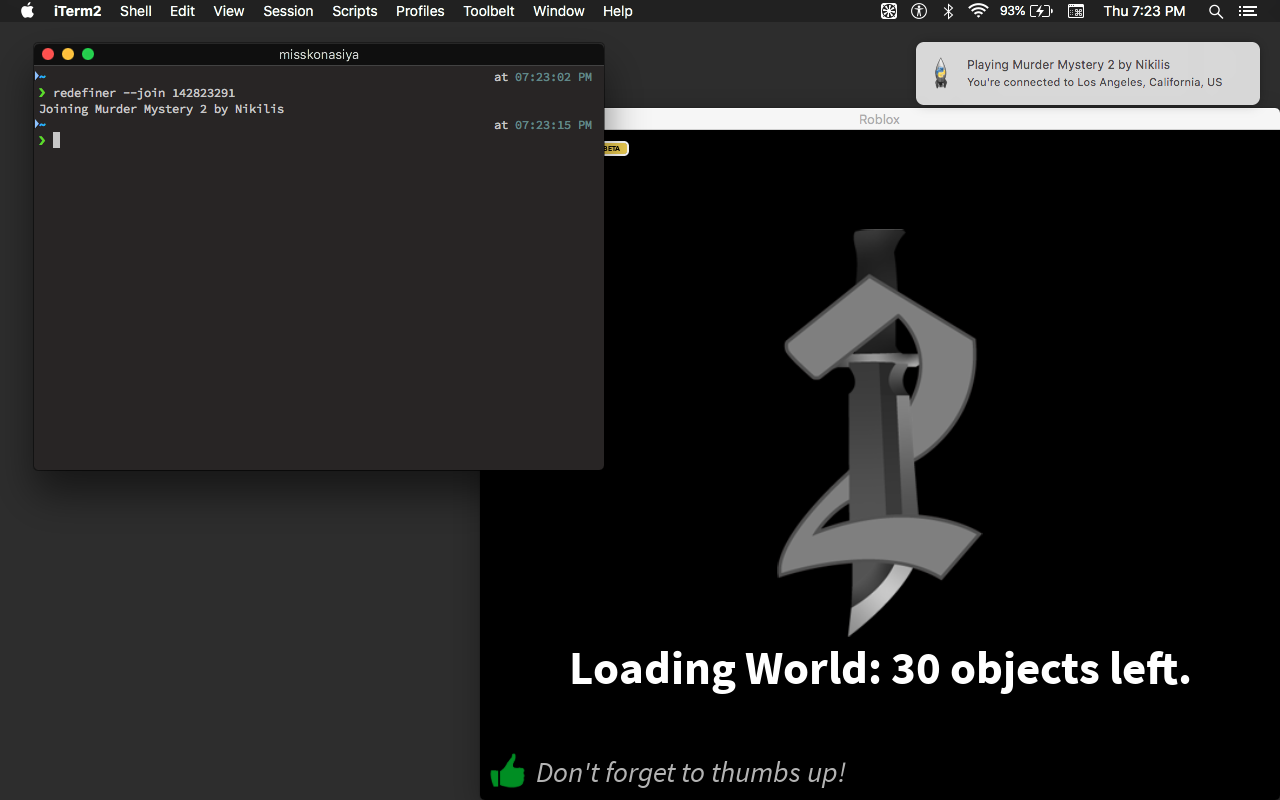 iTerm2 Shell Edit View Session Scripts Profiles Toolbelt Window Help 93% Thu 7:23 PM
misskonasiya
~ at 07:23:02 PM
❯ redefiner --join 142823291
Joining Murder Mystery 2 by Nikilis
~ at 07:23:15 PM
❯
Playing Murder Mystery 2 by Nikilis
You're connected to Los Angeles, California, US
Roblox
BETA
2
Loading World: 30 objects left.
Don't forget to thumbs up!